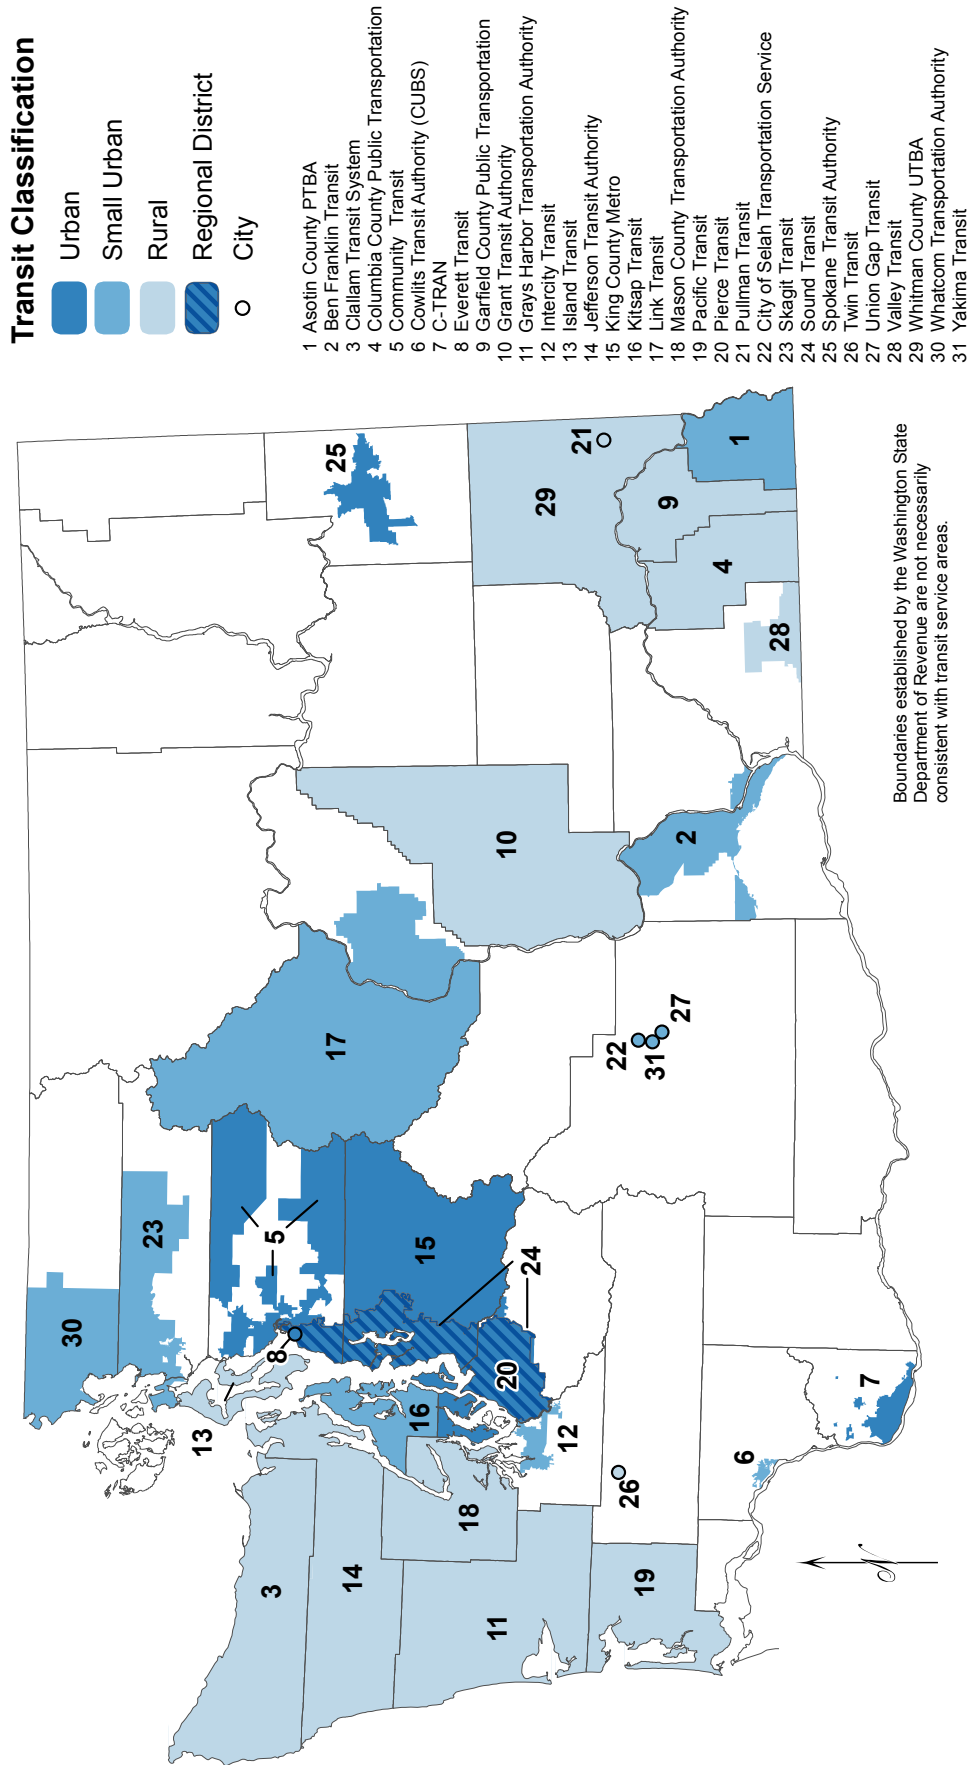 Transit Classification
Urban
Small Urban
Rural
Regional District
City
1 Asotin County PTBA
2 Ben Franklin Transit
3 Clallam Transit System
4 Columbia County Public Transportation
5 Community Transit
6 Cowlits Transit Authority (CUBS)
7 C-TRAN
8 Everett Transit
9 Garfield County Public Transportation
10 Grant Transit Authority
11 Grays Harbor Transportation Authority
12 Intercity Transit
13 Island Transit
14 Jefferson Transit Authority
15 King County Metro
16 Kitsap Transit
17 Link Transit
18 Mason County Transportation Authority
19 Pacific Transit
20 Pierce Transit
21 Pullman Transit
22 City of Selah Transportation Service
23 Skagit Transit
24 Sound Transit
25 Spokane Transit Authority
26 Twin Transit
27 Union Gap Transit
28 Valley Transit
29 Whitman County UTBA
30 Whatcom Transportation Authority
31 Yakima Transit
30
23
13
5
8
25
17
3
15
24
16
14
20
18
12
10
29
21
11
26
22
31
27
19
2
9
4
1
28
6
7
N
Boundaries established by the Washington State
Department of Revenue are not necessarily
consistent with transit service areas.